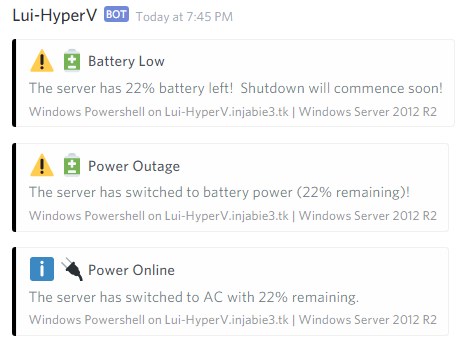 Lui-HyperV BOT Today at 7:45 PM
Battery Low
The server has 22% battery left! Shutdown will commence soon!
Windows Powershell on Lui-HyperV.injabie3.tk | Windows Server 2012 R2
Power Outage
The server has switched to battery power (22% remaining)!
Windows Powershell on Lui-HyperV.injabie3.tk | Windows Server 2012 R2
Power Online
The server has switched to AC with 22% remaining.
Windows Powershell on Lui-HyperV.injabie3.tk | Windows Server 2012 R2